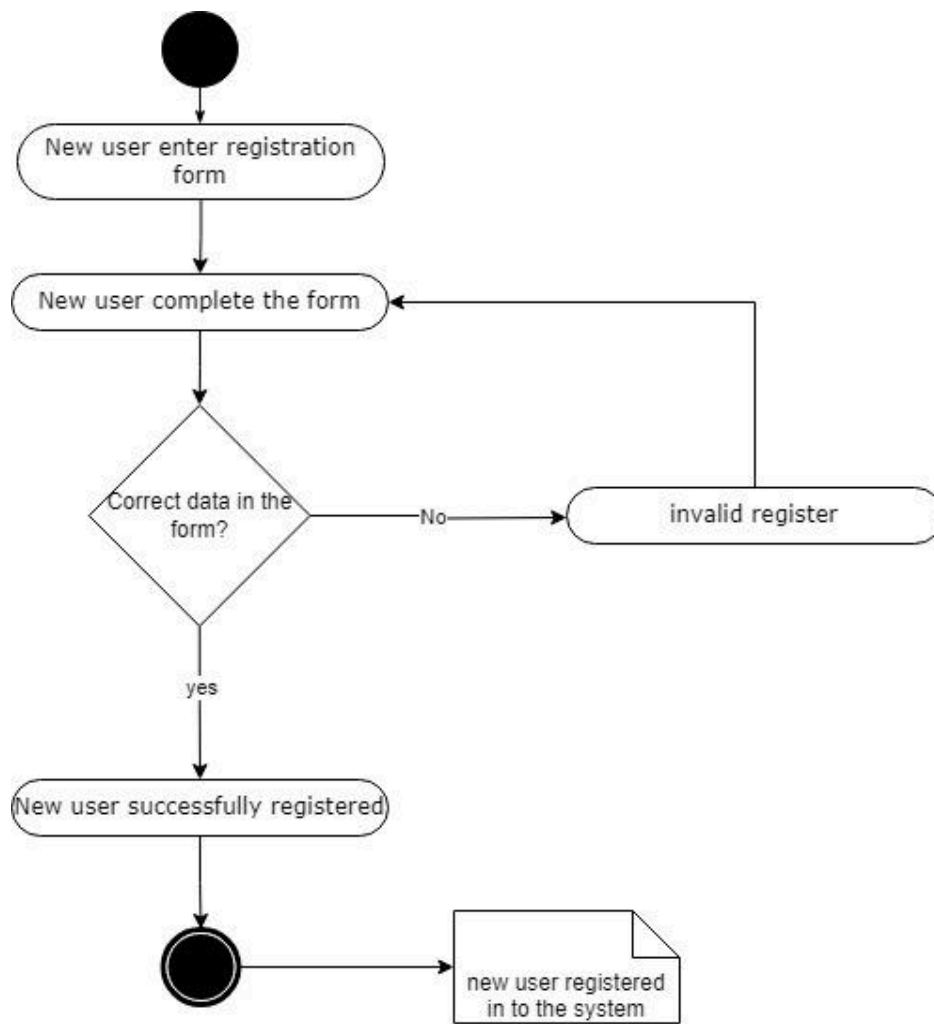 New user enter registration
form
New user complete the form
Correct data in the
form?
No
invalid register
yes
New user successfully registered
new user registered
in to the system